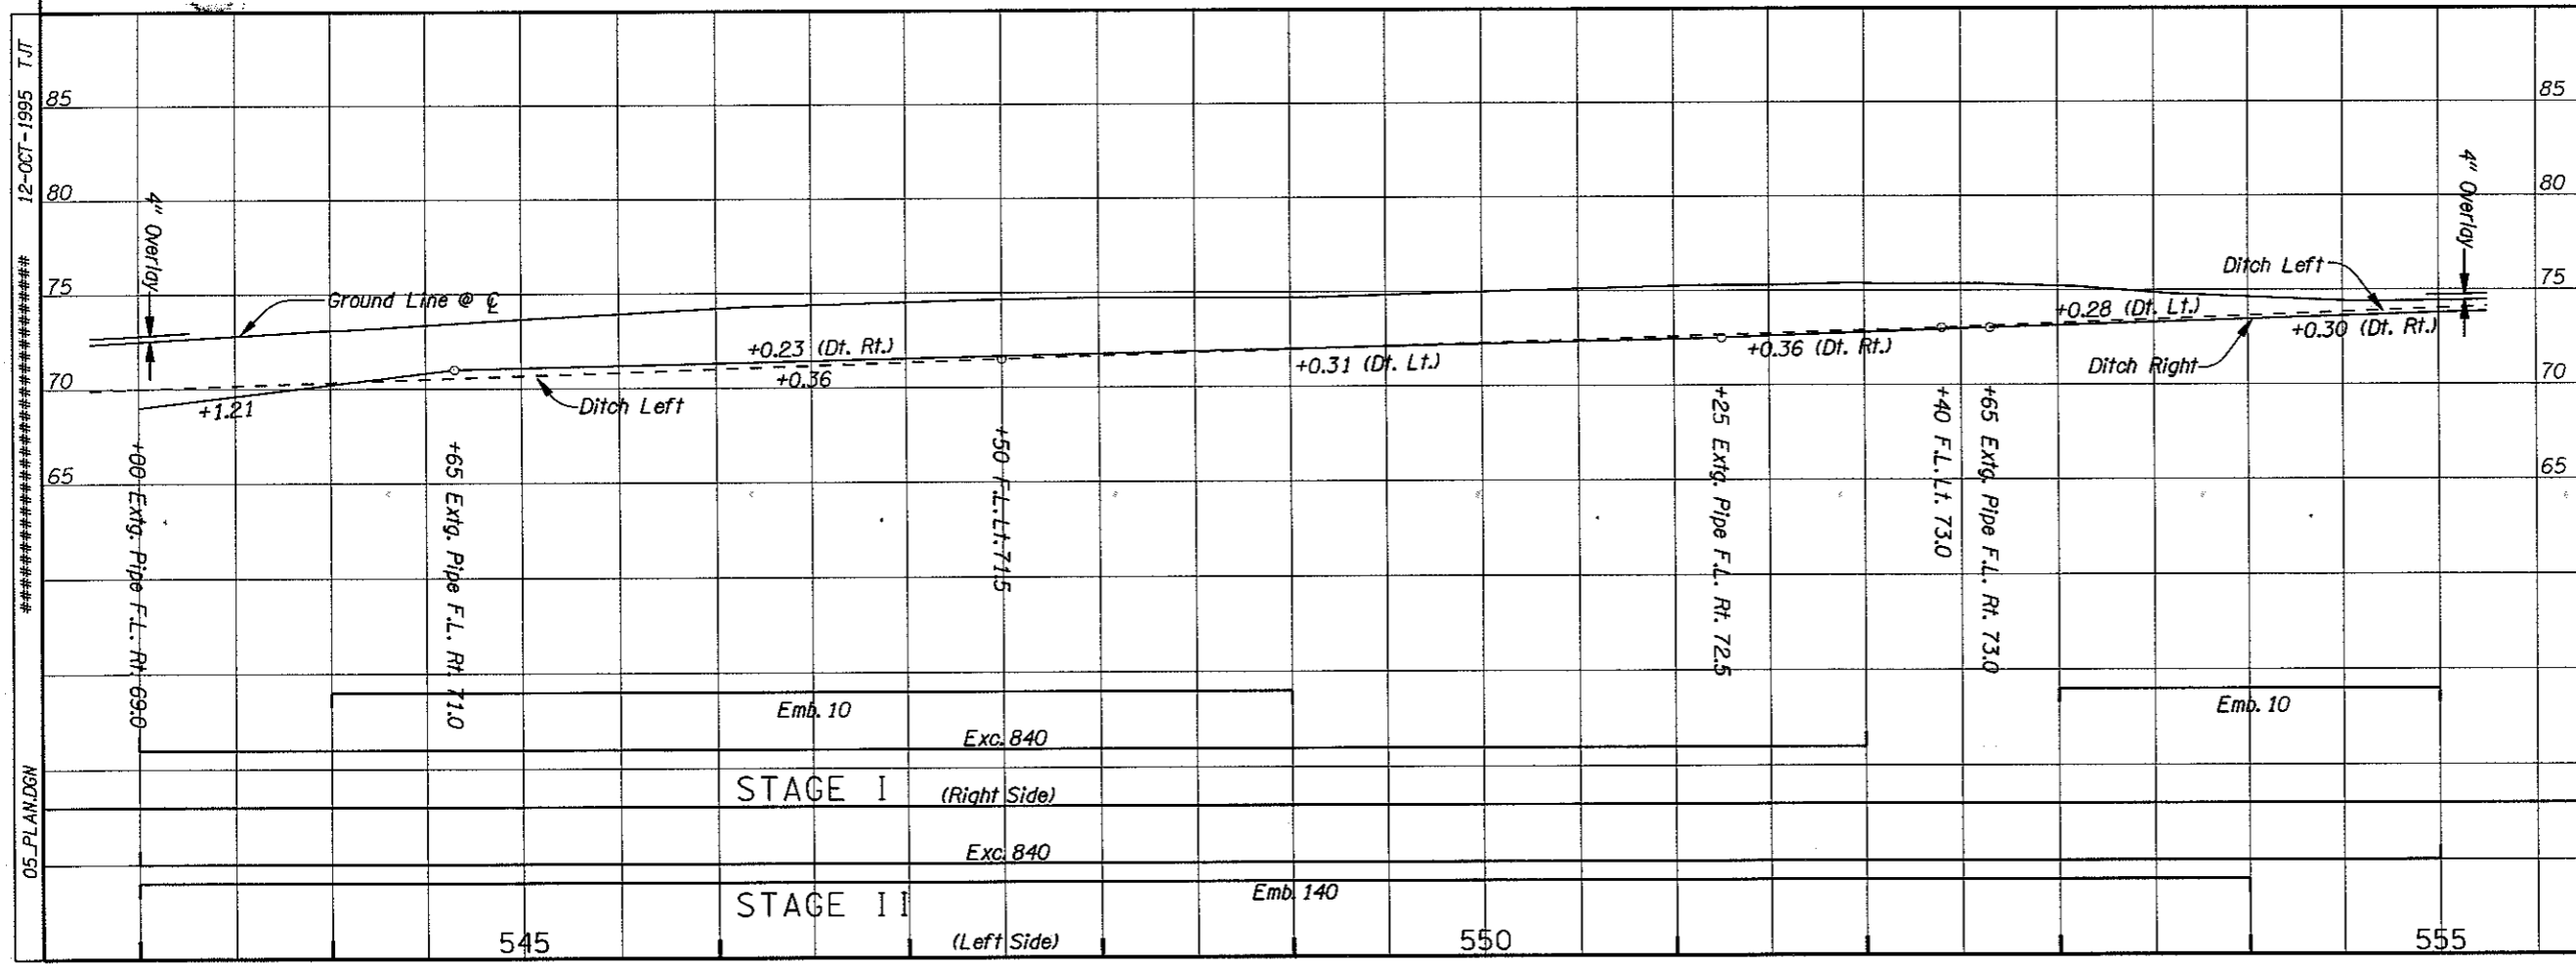 12-OCT-1995 TJT
####################################
05_PLAN.DGN
85
85
80
80
4" Overlay
4" Overlay
75
75
Ground Line @ ℄
Ditch Left
+0.28 (Dt. Lt.)
+0.30 (Dt. Rt.)
+0.23 (Dt. Rt.)
+0.36
+0.31 (Dt. Lt.)
+0.36 (Dt. Rt.)
Ditch Right
70
70
+1.21
Ditch Left
65
65
+00 Extg. Pipe F.L. Rt. 69.0
+65 Extg. Pipe F.L. Rt. 71.0
+50 F.L. Lt. 71.5
+25 Extg. Pipe F.L. Rt. 72.5
+40 F.L. Lt. 73.0
+65 Extg. Pipe F.L. Rt. 73.0
Emb. 10
Emb. 10
Exc. 840
STAGE I (Right Side)
Exc. 840
Emb. 140
STAGE II
(Left Side)
545
550
555